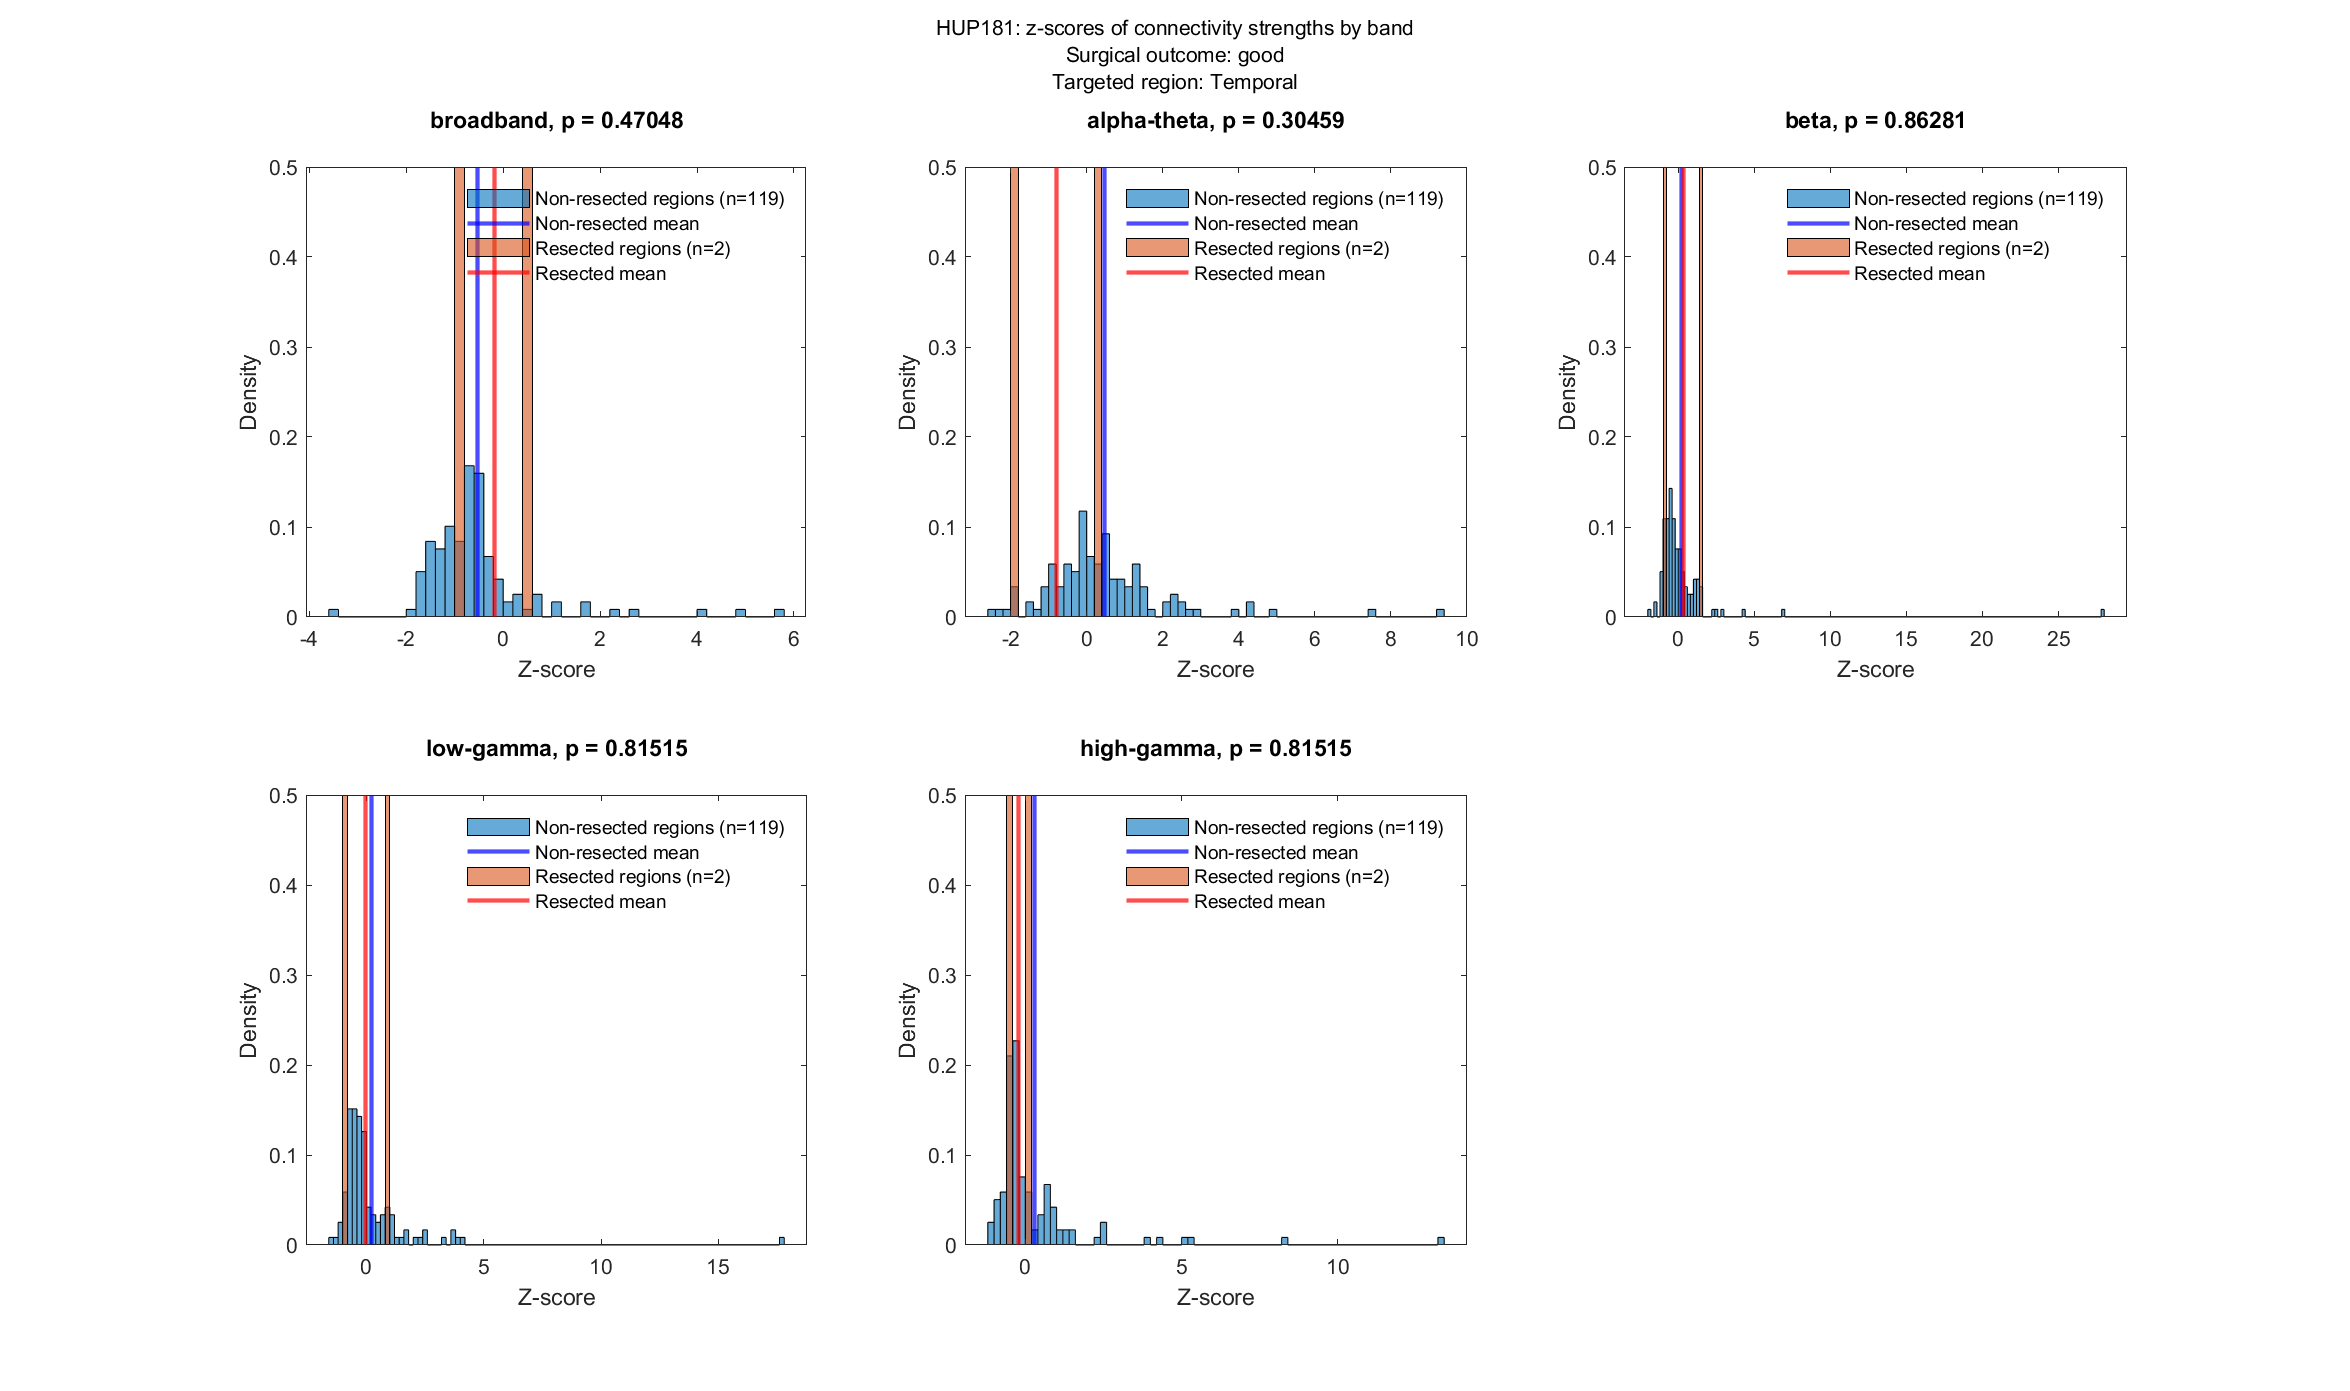 HUP181: z-scores of connectivity strengths by band
Surgical outcome: good
Targeted region: Temporal
broadband, p = 0.47048
0.5
0.4
0.3
0.2
0.1
0
Density
-4 -2 0 2 4 6
Z-score
Non-resected regions (n=119)
Non-resected mean
Resected regions (n=2)
Resected mean
alpha-theta, p = 0.30459
0.5
0.4
0.3
0.2
0.1
0
Density
-2 0 2 4 6 8 10
Z-score
Non-resected regions (n=119)
Non-resected mean
Resected regions (n=2)
Resected mean
beta, p = 0.86281
0.5
0.4
0.3
0.2
0.1
0
Density
0 5 10 15 20 25
Z-score
Non-resected regions (n=119)
Non-resected mean
Resected regions (n=2)
Resected mean
low-gamma, p = 0.81515
0.5
0.4
0.3
0.2
0.1
0
Density
0 5 10 15
Z-score
Non-resected regions (n=119)
Non-resected mean
Resected regions (n=2)
Resected mean
high-gamma, p = 0.81515
0.5
0.4
0.3
0.2
0.1
0
Density
0 5 10
Z-score
Non-resected regions (n=119)
Non-resected mean
Resected regions (n=2)
Resected mean